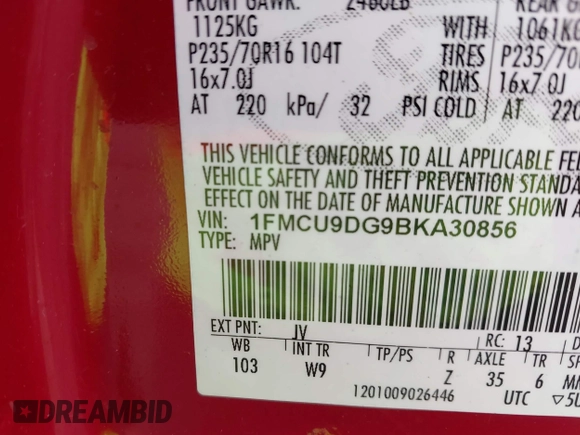 FRONT GAWR: 2480LB REAR
1125KG WITH 1061KG
P235/70R16 104T TIRES P235/70
16x7.0J RIMS 16x7.0J
AT 220 kPa/ 32 PSI COLD AT 220
THIS VEHICLE CONFORMS TO ALL APPLICABLE
VEHICLE SAFETY AND THEFT PREVENTION
EFFECT ON THE DATE OF MANUFACTURE SHOWN
VIN: 1FMCU9DG9BKA30856
TYPE: MPV
EXT PNT: JV RC: 13
WB INT TR TP/PS R AXLE TR
103 W9 Z 35 6
1201009026446 UTC
DREAMBID